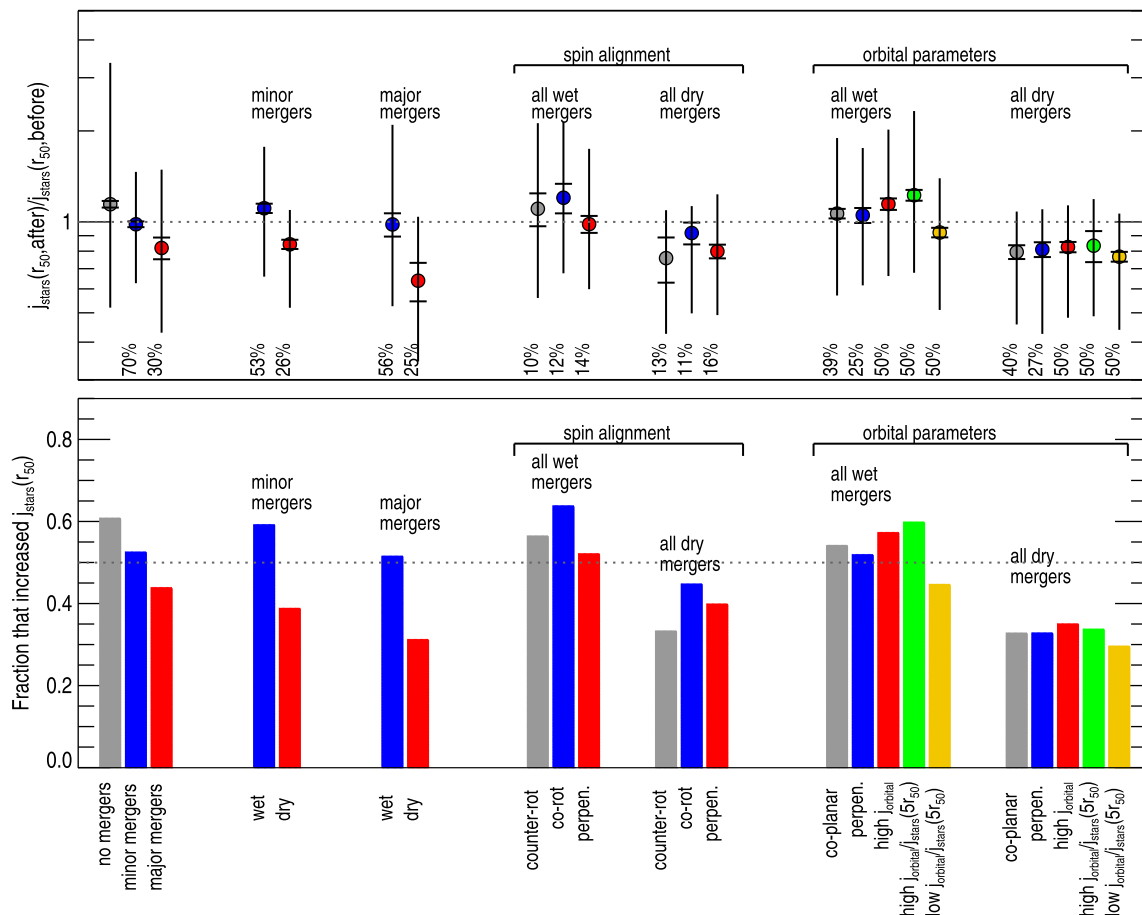 spin alignment
orbital parameters
minor
mergers
major
mergers
all wet
mergers
all dry
mergers
all wet
mergers
all dry
mergers
j_stars(r_50,after)/j_stars(r_50,before)
1
70%
30%
53%
26%
56%
25%
10%
12%
14%
13%
11%
16%
39%
25%
50%
50%
50%
40%
27%
50%
50%
50%
spin alignment
orbital parameters
minor
mergers
major
mergers
all wet
mergers
all dry
mergers
all wet
mergers
all dry
mergers
Fraction that increased j_stars(r_50)
0.8
0.6
0.4
0.2
0.0
no mergers
minor mergers
major mergers
wet
dry
wet
dry
counter-rot
co-rot
perpen.
counter-rot
co-rot
perpen.
co-planar
perpen.
high j_orbital
high j_orbital/j_stars(5r_50)
low j_orbital/j_stars(5r_50)
co-planar
perpen.
high j_orbital
high j_orbital/j_stars(5r_50)
low j_orbital/j_stars(5r_50)